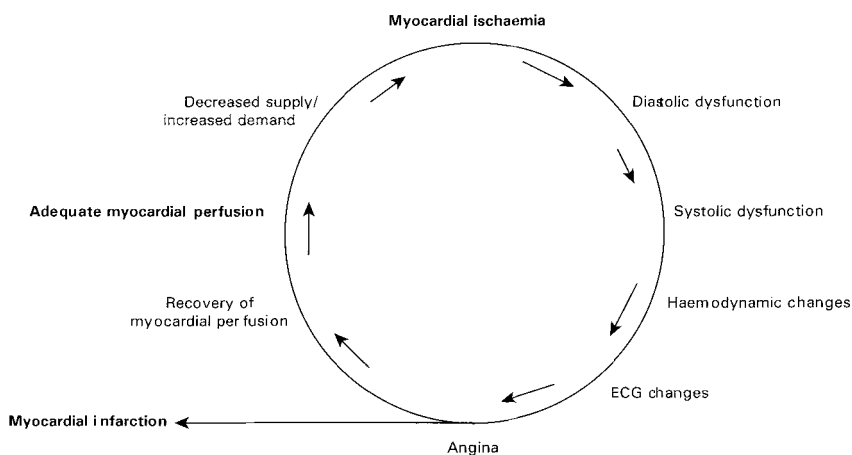 Myocardial ischaemia
Decreased supply/
increased demand
Diastolic dysfunction
Adequate myocardial perfusion
Systolic dysfunction
Recovery of
myocardial perfusion
Haemodynamic changes
ECG changes
Myocardial infarction
Angina